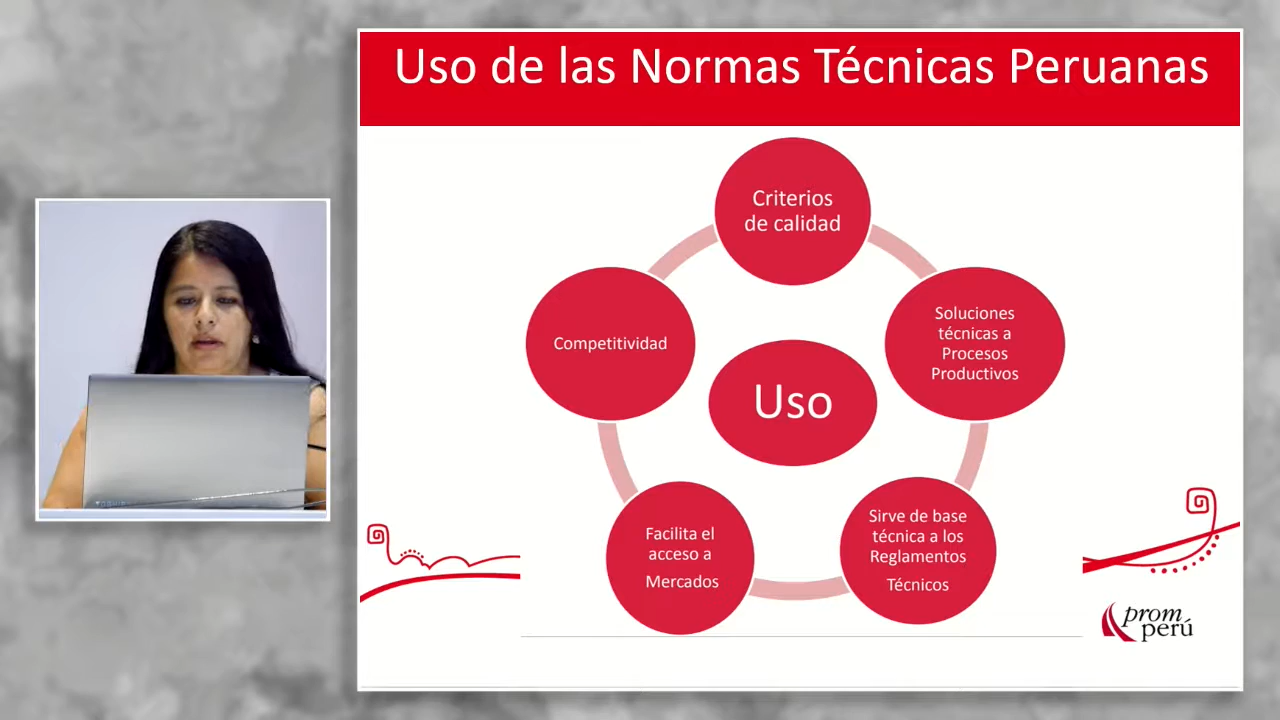 Uso de las Normas Técnicas Peruanas
Criterios
de calidad
Soluciones
técnicas a
Procesos
Productivos
Sirve de base
técnica a los
Reglamentos
Técnicos
Facilita el
acceso a
Mercados
Competitividad
Uso
prom
perú
TOSHIBA